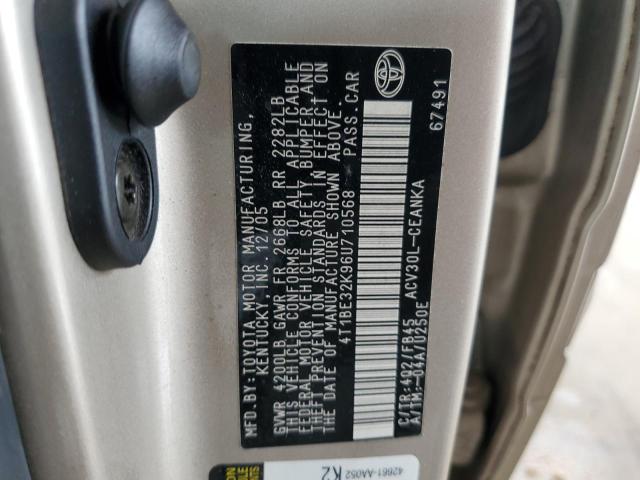 MFD. BY: TOYOTA MOTOR MANUFACTURING,
KENTUCKY, INC. 12/05
GVWR 4200LB GAWR FR 2668LB RR 2282LB
THIS VEHICLE CONFORMS TO ALL APPLICABLE
FEDERAL MOTOR VEHICLE SAFETY, BUMPER, AND
THEFT PREVENTION STANDARDS IN EFFECT ON
THE DATE OF MANUFACTURE SHOWN ABOVE.
4T1BE32K96U710568 PASS. CAR
C/TR: 4Q2/FB45 ACV30L-CEANKA
A/TM: -04A/U250E
67491
42661-AA052
K2